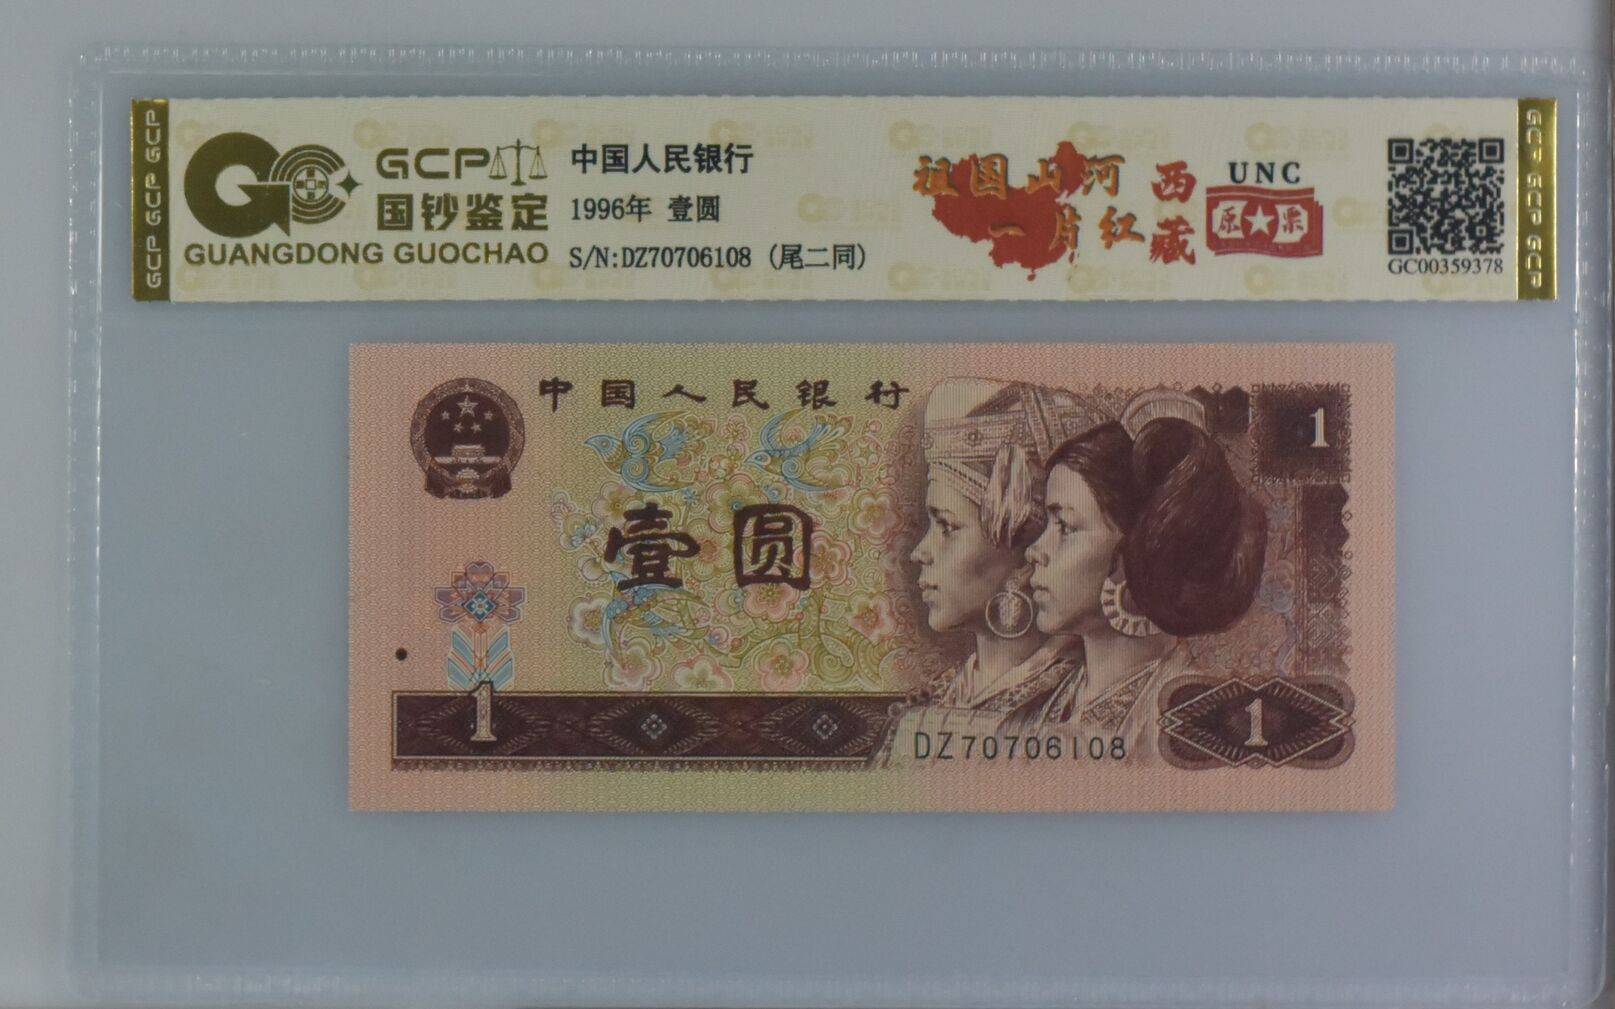 GCP GCP GCP
GCP
国钞鉴定
GUANGDONG GUOCHAO
中国人民银行
1996年 壹圆
S/N:DZ70706108 (尾二同)
祖国山河
一片红
西藏
UNC
原★票
GC00359378
GCP GCP GCP
中国人民银行
1
壹圆
1
DZ70706108
1